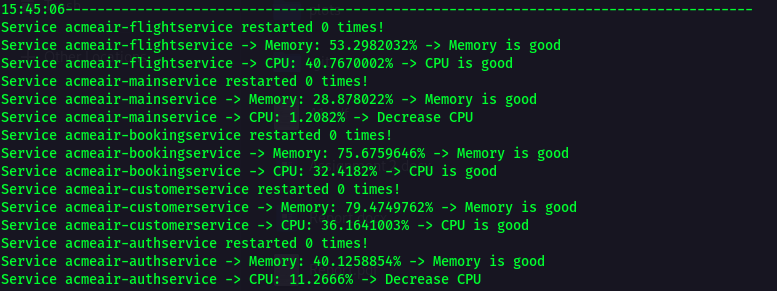 15:45:06--------------------------------------------------------------------------------------
Service acmeair-flightservice restarted 0 times!
Service acmeair-flightservice -> Memory: 53.2982032% -> Memory is good
Service acmeair-flightservice -> CPU: 40.7670002% -> CPU is good
Service acmeair-mainservice restarted 0 times!
Service acmeair-mainservice -> Memory: 28.878022% -> Memory is good
Service acmeair-mainservice -> CPU: 1.2082% -> Decrease CPU
Service acmeair-bookingservice restarted 0 times!
Service acmeair-bookingservice -> Memory: 75.6759646% -> Memory is good
Service acmeair-bookingservice -> CPU: 32.4182% -> CPU is good
Service acmeair-customerservice restarted 0 times!
Service acmeair-customerservice -> Memory: 79.4749762% -> Memory is good
Service acmeair-customerservice -> CPU: 36.1641003% -> CPU is good
Service acmeair-authservice restarted 0 times!
Service acmeair-authservice -> Memory: 40.1258854% -> Memory is good
Service acmeair-authservice -> CPU: 11.2666% -> Decrease CPU